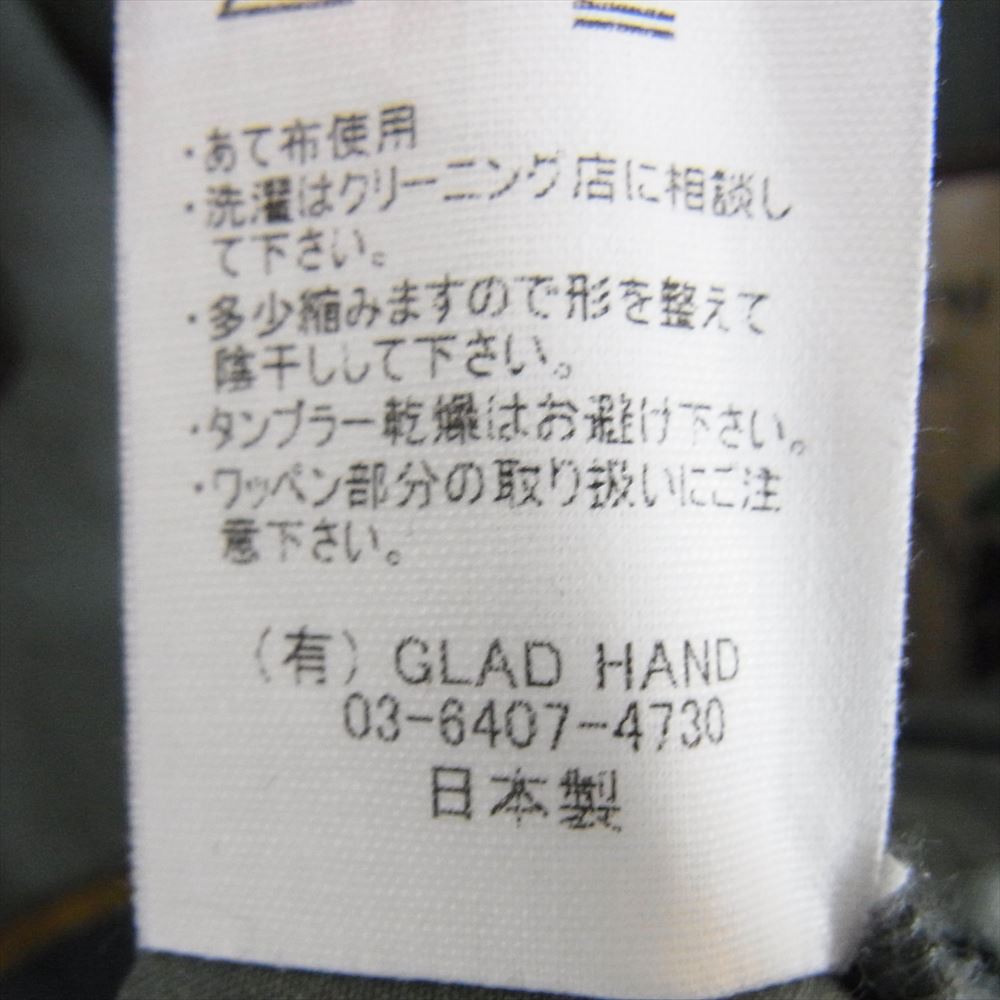 ・あて布使用
・洗濯はクリーニング店に相談し
て下さい。
・多少縮みますので形を整えて
陰干ししして下さい。
・タンブラー乾燥はお避け下さい。
・ワッペン部分の取り扱いにご注
意下さい。
(有) GLAD HAND
03-6407-4730
日本製